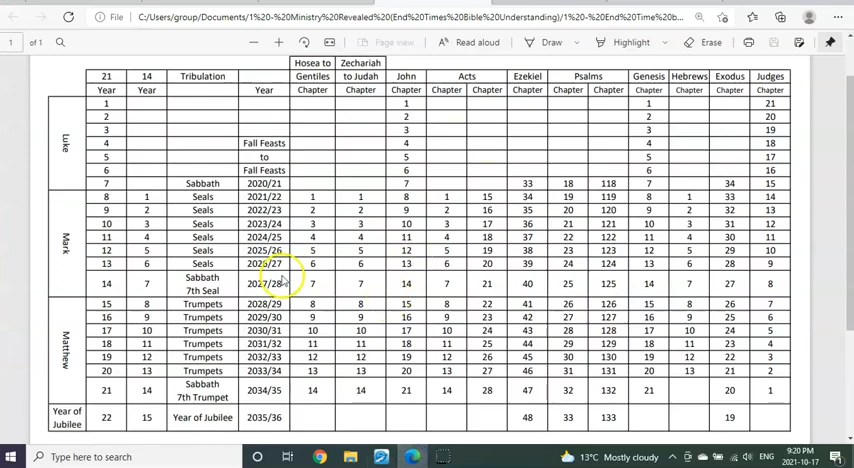 File C:/Users/group/Documents/1%20-%20Ministry%20Revealed(End%20Times%20Bible%20Understanding)/1%20-%20End%20Time%20b...
1 of 1 Page view Read aloud Draw Highlight Erase
Hosea to Zechariah
21 14 Tribulation Gentiles to Judah John Acts Ezekiel Psalms Genesis Hebrews Exodus Judges
Year Year Year Chapter Chapter Chapter Chapter Chapter Chapter Chapter Chapter Chapter Chapter Chapter Chapter
Luke
1 1 1 21
2 2 2 20
3 3 3 19
4 Fall Feasts 4 4 18
5 to 5 5 17
6 Fall Feasts 6 6 16
7 Sabbath 2020/21 7 33 18 118 7 34 15
Mark
8 1 Seals 2021/22 1 1 8 1 15 34 19 119 8 1 33 14
9 2 Seals 2022/23 2 2 9 2 16 35 20 120 9 2 32 13
10 3 Seals 2023/24 3 3 10 3 17 36 21 121 10 3 31 12
11 4 Seals 2024/25 4 4 11 4 18 37 22 122 11 4 30 11
12 5 Seals 2025/26 5 5 12 5 19 38 23 123 12 5 29 10
13 6 Seals 2026/27 6 6 13 6 20 39 24 124 13 6 28 9
Sabbath
14 7 2027/28 7 7 14 7 21 40 25 125 14 7 27 8
7th Seal
Matthew
15 8 Trumpets 2028/29 8 8 15 8 22 41 26 126 15 8 26 7
16 9 Trumpets 2029/30 9 9 16 9 23 42 27 127 16 9 25 6
17 10 Trumpets 2030/31 10 10 17 10 24 43 28 128 17 10 24 5
18 11 Trumpets 2031/32 11 11 18 11 25 44 29 129 18 11 23 4
19 12 Trumpets 2032/33 12 12 19 12 26 45 30 130 19 12 22 3
20 13 Trumpets 2033/34 13 13 20 13 27 46 31 131 20 13 21 2
Sabbath
21 14 2034/35 14 14 21 14 28 47 32 132 21 20 1
7th Trumpet
Year of Jubilee 22 15 Year of Jubilee 2035/36 48 33 133 19
Type here to search 13°C Mostly cloudy ENG 9:20 PM
2021-10-17